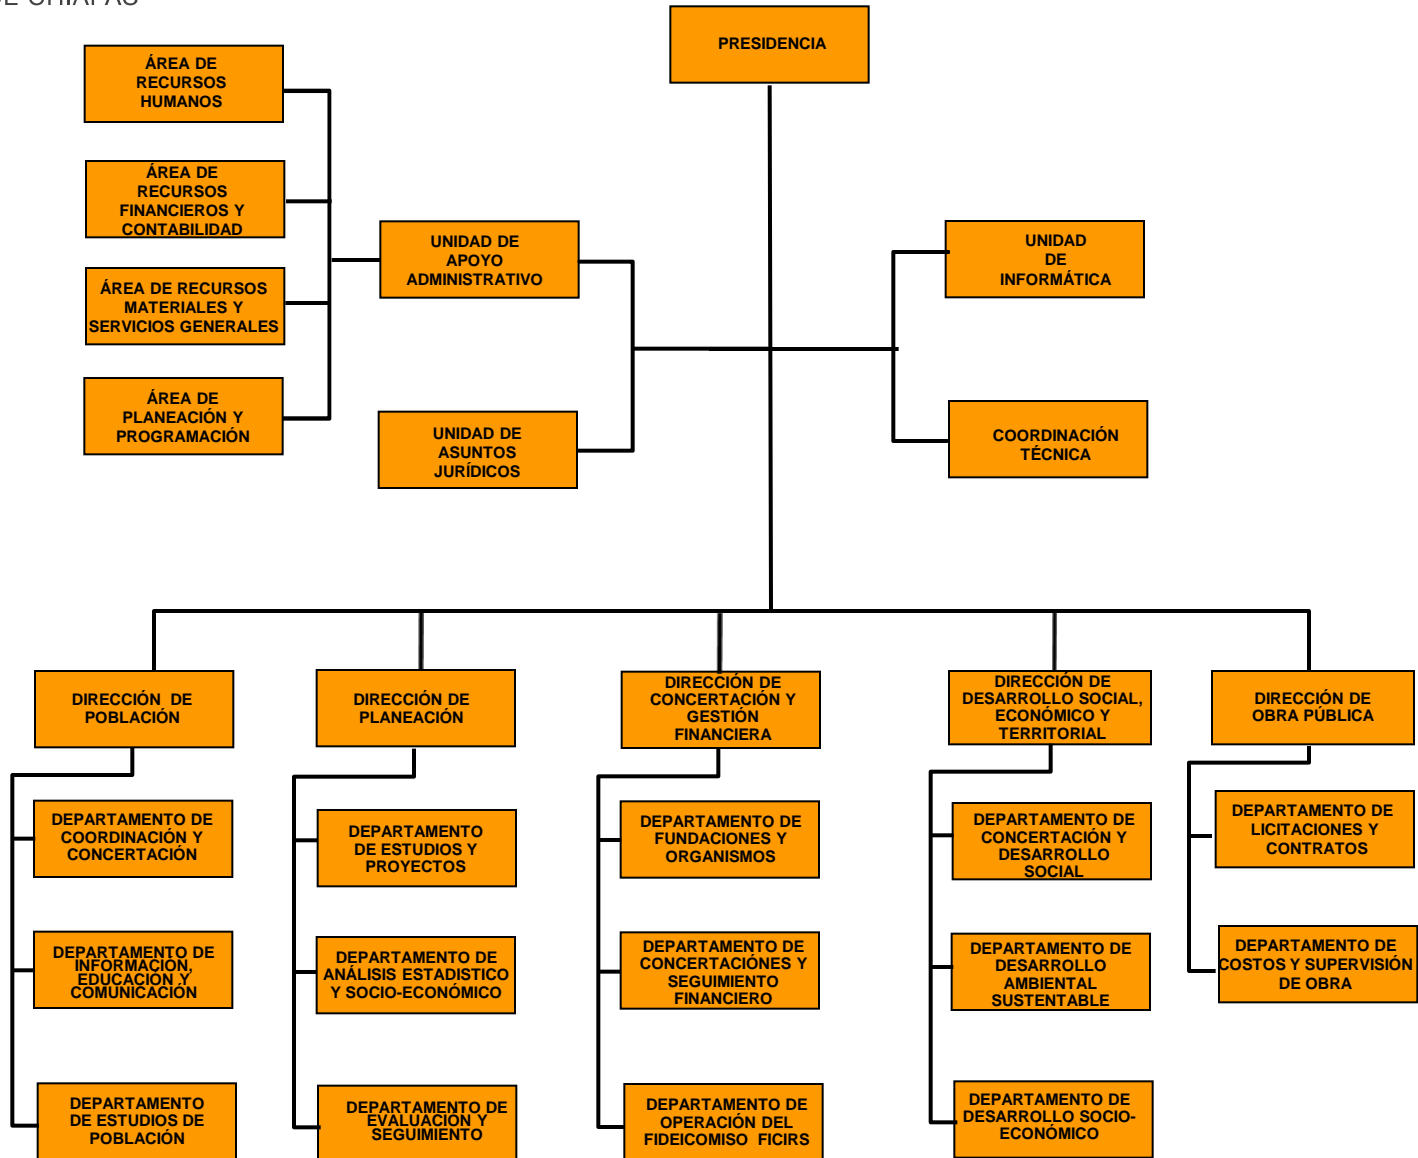 DE CHIAPAS
PRESIDENCIA
ÁREA DE
RECURSOS
HUMANOS
ÁREA DE
RECURSOS
FINANCIEROS Y
CONTABILIDAD
ÁREA DE RECURSOS
MATERIALES Y
SERVICIOS GENERALES
ÁREA DE
PLANEACIÓN Y
PROGRAMACIÓN
UNIDAD DE
APOYO
ADMINISTRATIVO
UNIDAD DE
ASUNTOS
JURÍDICOS
UNIDAD
DE
INFORMÁTICA
COORDINACIÓN
TÉCNICA
DIRECCIÓN DE
POBLACIÓN
DIRECCIÓN DE
PLANEACIÓN
DIRECCIÓN DE
CONCERTACIÓN Y
GESTIÓN
FINANCIERA
DIRECCIÓN DE
DESARROLLO SOCIAL,
ECONÓMICO Y
TERRITORIAL
DIRECCIÓN DE
OBRA PÚBLICA
DEPARTAMENTO DE
COORDINACIÓN Y
CONCERTACIÓN
DEPARTAMENTO DE
INFORMACIÓN,
EDUCACIÓN Y
COMUNICACIÓN
DEPARTAMENTO
DE ESTUDIOS DE
POBLACIÓN
DEPARTAMENTO
DE ESTUDIOS Y
PROYECTOS
DEPARTAMENTO DE
ANÁLISIS ESTADISTICO
Y SOCIO-ECONÓMICO
DEPARTAMENTO DE
EVALUACIÓN Y
SEGUIMIENTO
DEPARTAMENTO DE
FUNDACIONES Y
ORGANISMOS
DEPARTAMENTO DE
CONCERTACIÓNES Y
SEGUIMIENTO
FINANCIERO
DEPARTAMENTO DE
OPERACIÓN DEL
FIDEICOMISO FICIRS
DEPARTAMENTO DE
CONCERTACIÓN Y
DESARROLLO
SOCIAL
DEPARTAMENTO DE
DESARROLLO
AMBIENTAL
SUSTENTABLE
DEPARTAMENTO DE
DESARROLLO SOCIO-
ECONÓMICO
DEPARTAMENTO DE
LICITACIONES Y
CONTRATOS
DEPARTAMENTO DE
COSTOS Y SUPERVISIÓN
DE OBRA